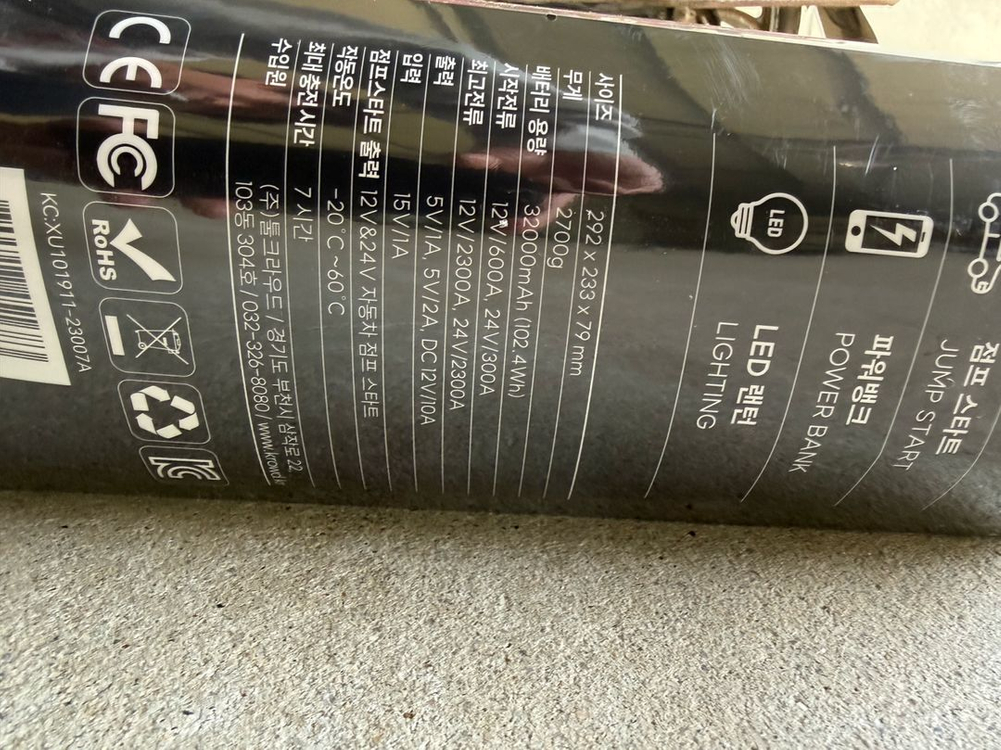 점프 스타트
JUMP START
파워뱅크
POWER BANK
LED
LED 랜턴
LIGHTING
사이즈 292 x 233 x 79 mm
무게 2700g
배터리 용량 32000mAh (102.4Wh)
시작전류 12V/600A, 24V/300A
최고전류 12V/2300A, 24V/2300A
출력 5V/1A, 5V/2A, DC12V/10A
입력 15V/1A
점프스타트 출력 12V&24V 자동차 점프 스타트
작동온도 -20˚C ~60˚C
최대 충전시간 7시간
수입원 (주)툴크라우드 / 경기도 부천시 삼작로 22
103동 304호 / 032-326-8080/
CE
FC
RoHS
KC
KC:XU101911-23007A